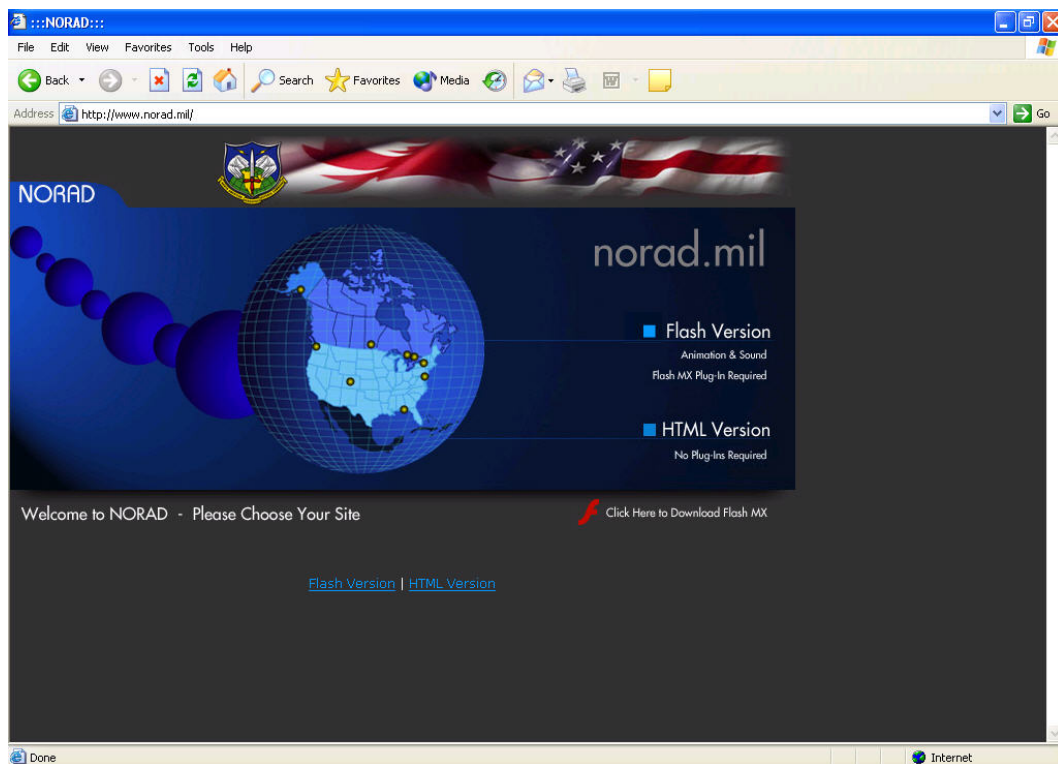 :::NORAD:::
File Edit View Favorites Tools Help
Back Search Favorites Media
Address http://www.norad.mil/ Go
NORAD
norad.mil
Flash Version
Animation & Sound
Flash MX Plug-In Required
HTML Version
No Plug-Ins Required
Welcome to NORAD - Please Choose Your Site
Click Here to Download Flash MX
Flash Version | HTML Version
Done Internet